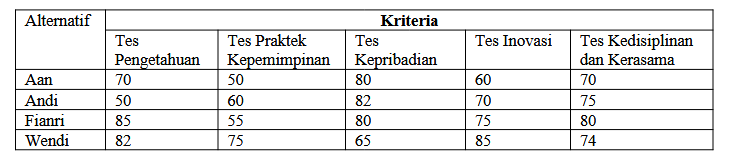 Alternatif Kriteria
Tes Pengetahuan Tes Praktek Kepemimpinan Tes Kepribadian Tes Inovasi Tes Kedisiplinan dan Kerasama
Aan 70 50 80 60 70
Andi 50 60 82 70 75
Fianri 85 55 80 75 80
Wendi 82 75 65 85 74